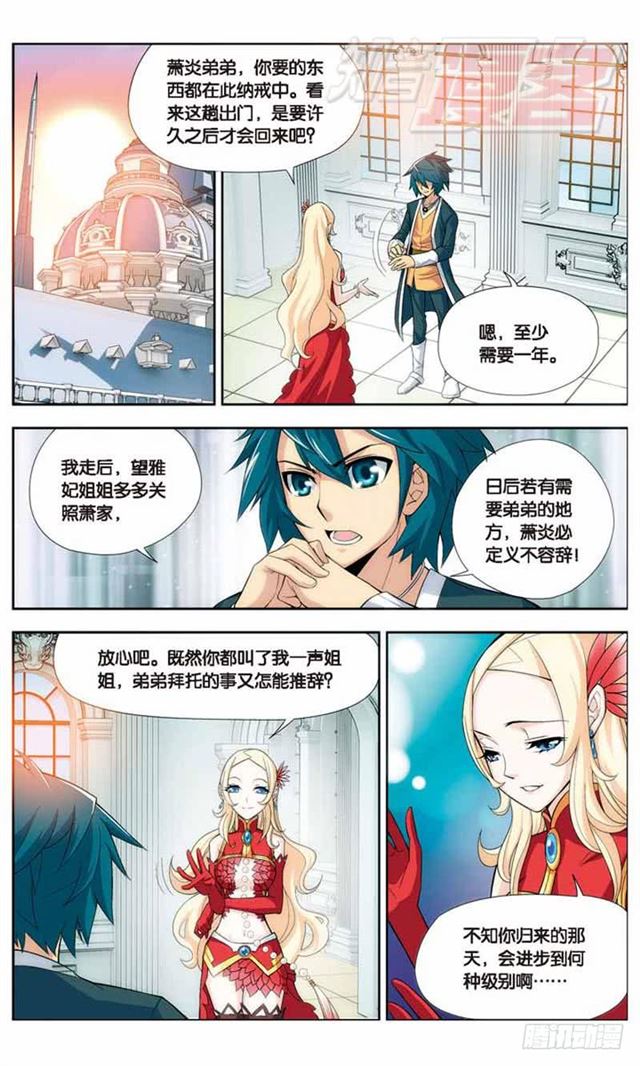 萧炎弟弟，你要的东
西都在此纳戒中。看
来这趟出门，是要许
久之后才会回来吧？
嗯，至少
需要一年。
我走后，望雅
妃姐姐多多关
照萧家，
日后若有需
要弟弟的地
方，萧炎必
定义不容辞！
放心吧。既然你都叫了我一声姐
姐，弟弟拜托的事又怎能推辞？
不知你归来的那
天，会进步到何
种级别啊……
腾讯动漫